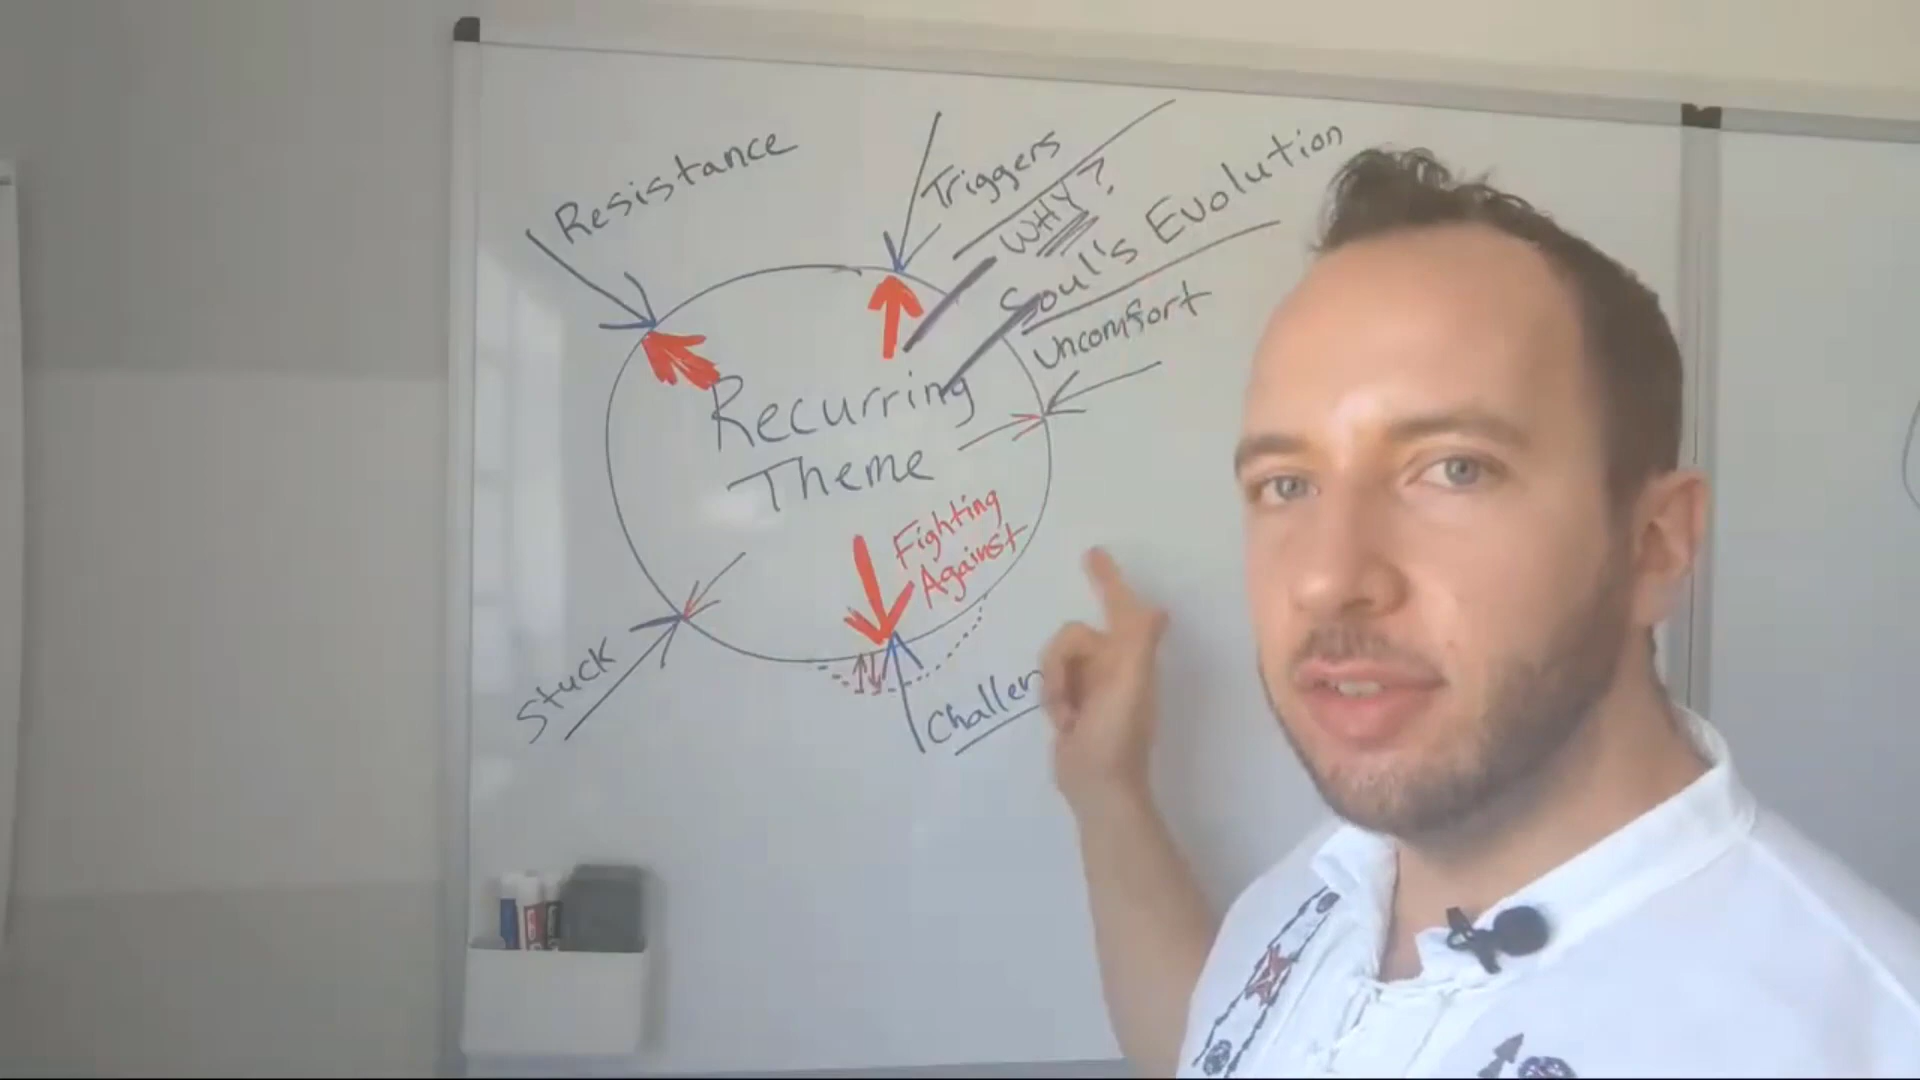 Resistance
Triggers
WHY?
Soul's Evolution
Uncomfort
Recurring
Theme
Fighting
Against
Stuck
Challen